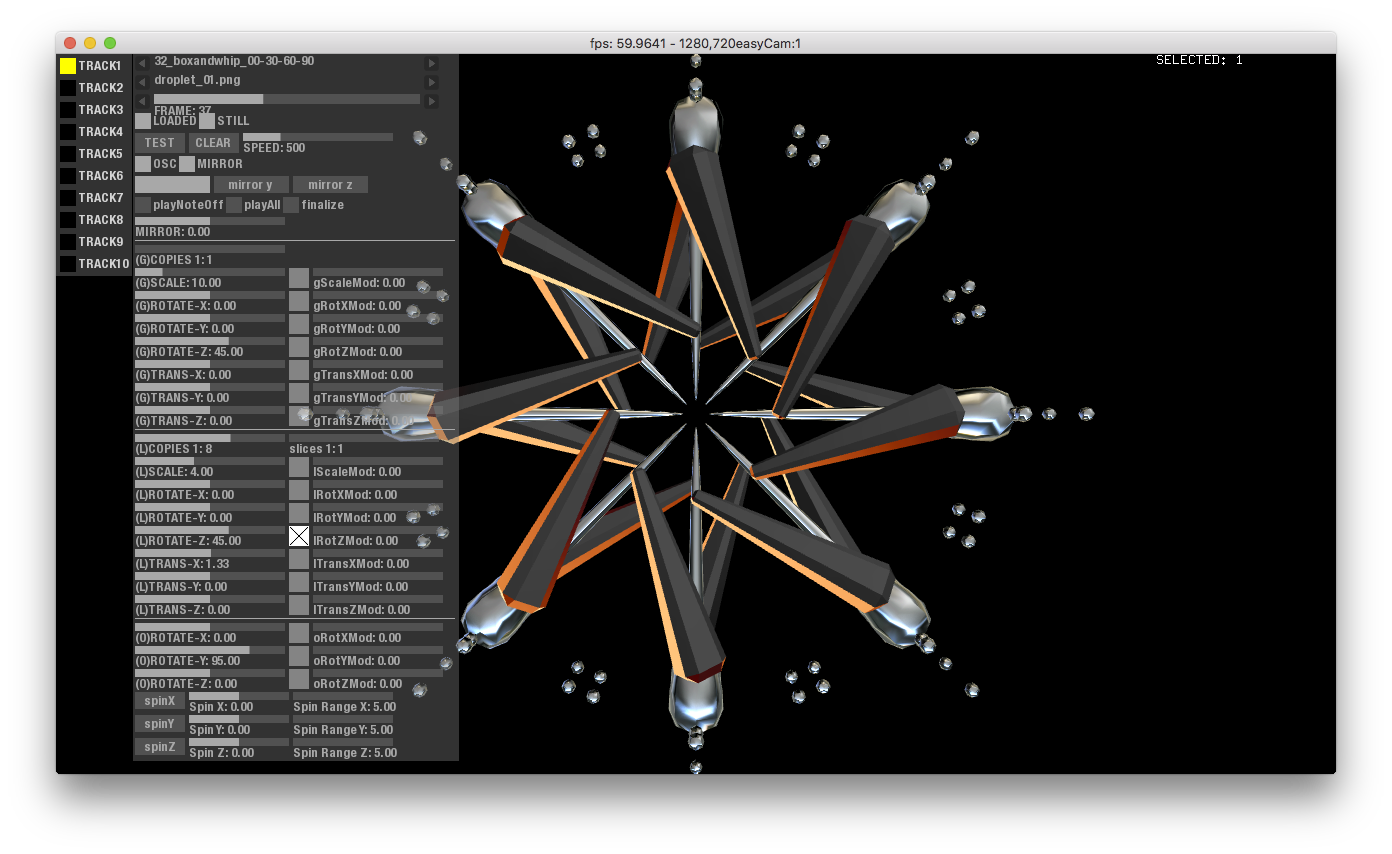 fps: 59.9641 - 1280,720easyCam:1
SELECTED: 1
TRACK1
TRACK2
TRACK3
TRACK4
TRACK5
TRACK6
TRACK7
TRACK8
TRACK9
TRACK10
32_boxandwhip_00-30-60-90
droplet_01.png
FRAME: 37
LOADED STILL
TEST CLEAR SPEED: 500
OSC MIRROR
mirror y mirror z
playNoteOff playAll finalize
MIRROR: 0.00
(G)COPIES 1:1
(G)SCALE: 10.00 gScaleMod: 0.00
(G)ROTATE-X: 0.00 gRotXMod: 0.00
(G)ROTATE-Y: 0.00 gRotYMod: 0.00
(G)ROTATE-Z: 45.00 gRotZMod: 0.00
(G)TRANS-X: 0.00 gTransXMod: 0.00
(G)TRANS-Y: 0.00 gTransYMod: 0.00
(G)TRANS-Z: 0.00 gTransZMod: 0.00
(L)COPIES 1: 8 slices 1:1
(L)SCALE: 4.00 lScaleMod: 0.00
(L)ROTATE-X: 0.00 lRotXMod: 0.00
(L)ROTATE-Y: 0.00 lRotYMod: 0.00
(L)ROTATE-Z: 45.00 lRotZMod: 0.00
(L)TRANS-X: 1.33 lTransXMod: 0.00
(L)TRANS-Y: 0.00 lTransYMod: 0.00
(L)TRANS-Z: 0.00 lTransZMod: 0.00
(O)ROTATE-X: 0.00 oRotXMod: 0.00
(O)ROTATE-Y: 95.00 oRotYMod: 0.00
(O)ROTATE-Z: 0.00 oRotZMod: 0.00
spinX Spin X: 0.00 Spin Range X: 5.00
spinY Spin Y: 0.00 Spin Range Y: 5.00
spinZ Spin Z: 0.00 Spin Range Z: 5.00